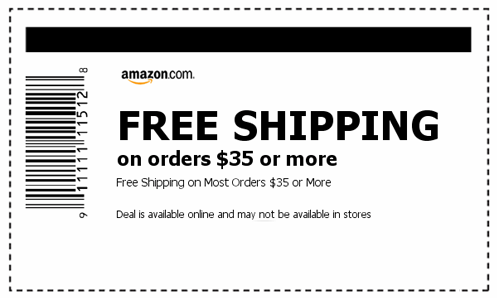 amazon.com.
FREE SHIPPING
on orders $35 or more
Free Shipping on Most Orders $35 or More
Deal is available online and may not be available in stores
9 11111 11512 8